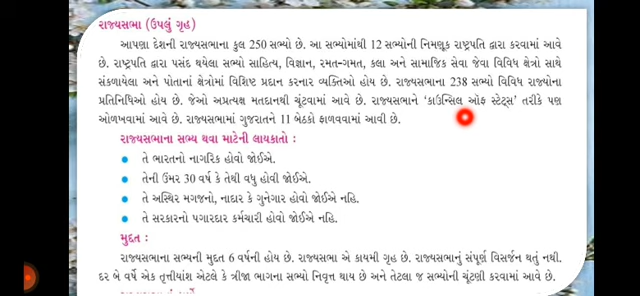 રાજ્યસભા (ઉપલું ગૃહ)
આપણા દેશની રાજ્યસભાના કુલ 250 સભ્યો છે. આ સભ્યોમાંથી 12 સભ્યોની નિમણૂક રાષ્ટ્રપતિ દ્વારા કરવામાં આવે
છે. રાષ્ટ્રપતિ દ્વારા પસંદ થયેલા સભ્યો સાહિત્ય, વિજ્ઞાન, રમત-ગમત, કલા અને સામાજિક સેવા જેવા વિવિધ ક્ષેત્રો સાથે
સંકળાયેલા અને પોતાનાં ક્ષેત્રોમાં વિશિષ્ટ પ્રદાન કરનાર વ્યક્તિઓ હોય છે. રાજ્યસભાના 238 સભ્યો વિવિધ રાજ્યોના
પ્રતિનિધિઓ હોય છે. જેઓ અપ્રત્યક્ષ મતદાનથી ચૂંટવામાં આવે છે. રાજ્યસભાને ‘કાઉન્સિલ ઑફ સ્ટેટ્સ’ તરીકે પણ
ઓળખવામાં આવે છે. રાજ્યસભામાં ગુજરાતને 11 બેઠકો ફાળવવામાં આવી છે.
રાજ્યસભાના સભ્ય થવા માટેની લાયકાતો :
• તે ભારતનો નાગરિક હોવો જોઈએ.
• તેની ઉંમર 30 વર્ષ કે તેથી વધુ હોવી જોઈએ.
• તે અસ્થિર મગજનો, નાદાર કે ગુનેગાર હોવો જોઈએ નહિ.
• તે સરકારનો પગારદાર કર્મચારી હોવો જોઈએ નહિ.
મુદત :
રાજ્યસભાના સભ્યની મુદત 6 વર્ષની હોય છે. રાજ્યસભા એ કાયમી ગૃહ છે. રાજ્યસભાનું સંપૂર્ણ વિસર્જન થતું નથી.
દર બે વર્ષે એક તૃતીયાંશ એટલે કે ત્રીજા ભાગના સભ્યો નિવૃત્ત થાય છે અને તેટલા જ સભ્યોની ચૂંટણી કરવામાં આવે છે.